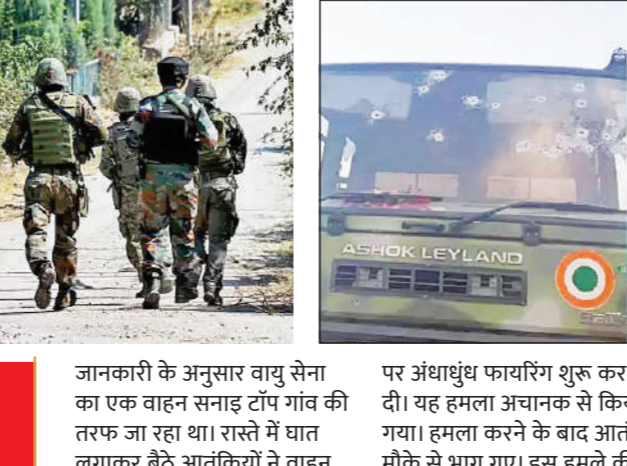 ASHOK LEYLAND
जानकारी के अनुसार वायु सेना
का एक वाहन सनाइ टॉप गांव की
तरफ जा रहा था। रास्ते में घात
लगाकर बैठे आतंकियों ने वाहन
पर अंधाधुंध फायरिंग शुरू कर
दी। यह हमला अचानक से
गया। हमला करने के बाद
मौके से भाग गए। इस हमले की